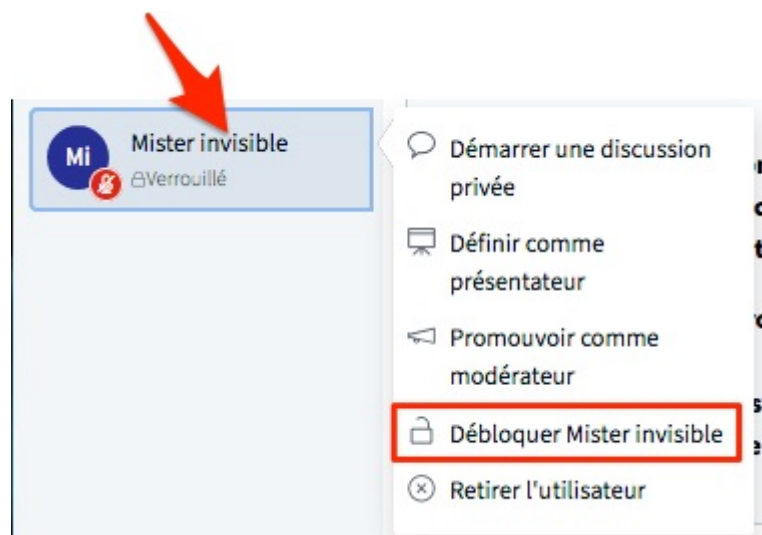 Mi
Mister invisible
Verrouillé
Démarrer une discussion
privée
Définir comme
présentateur
Promouvoir comme
modérateur
Débloquer Mister invisible
Retirer l'utilisateur